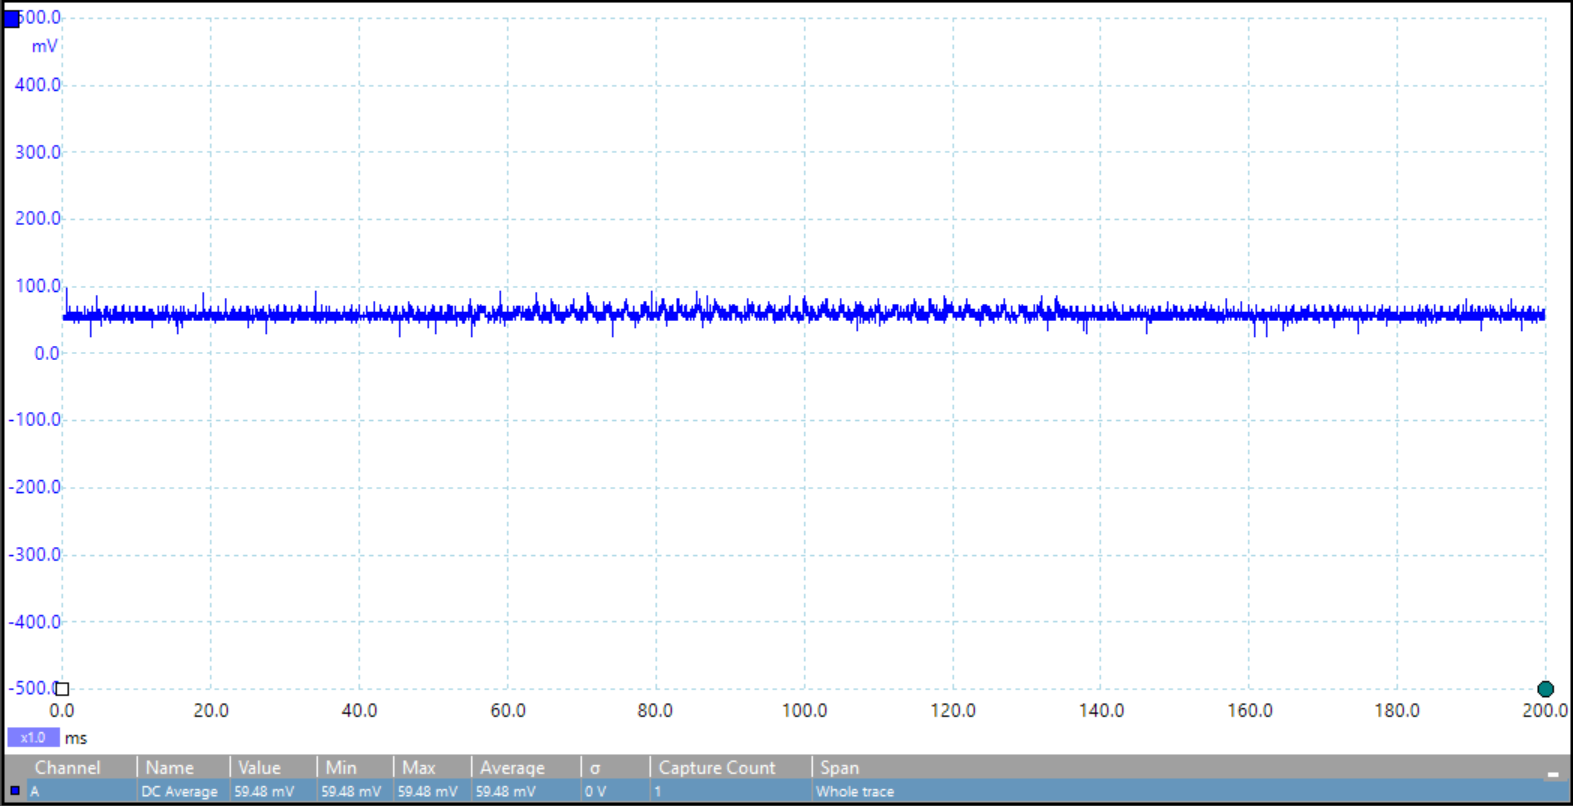 500.0
mV
400.0
300.0
200.0
100.0
0.0
-100.0
-200.0
-300.0
-400.0
-500.0
0.0 20.0 40.0 60.0 80.0 100.0 120.0 140.0 160.0 180.0 200.0
x1.0 ms
Channel Name Value Min Max Average σ Capture Count Span
A DC Average 59.48 mV 59.48 mV 59.48 mV 59.48 mV 0 V 1 Whole trace